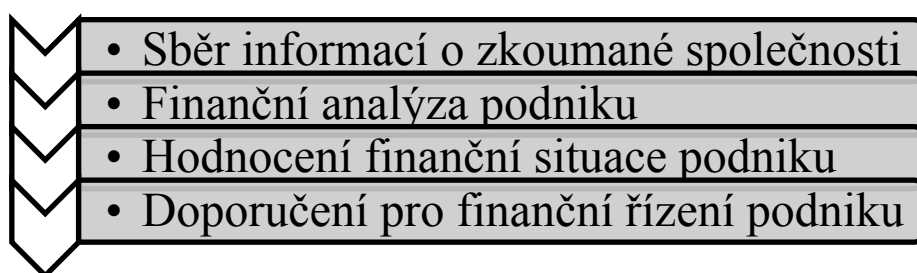 • Sběr informací o zkoumané společnosti
• Finanční analýza podniku
• Hodnocení finanční situace podniku
• Doporučení pro finanční řízení podniku